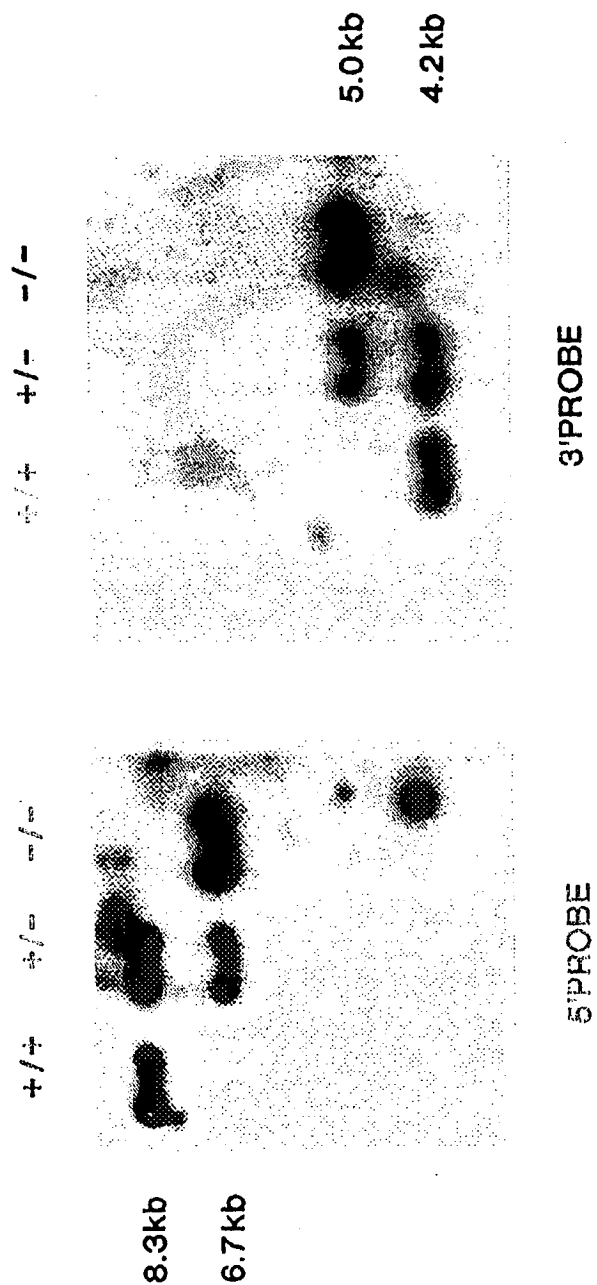 +/+ +/- -/-
+/+ +/- -/-
8.3kb
6.7kb
5.0kb
4.2kb
5'PROBE
3'PROBE